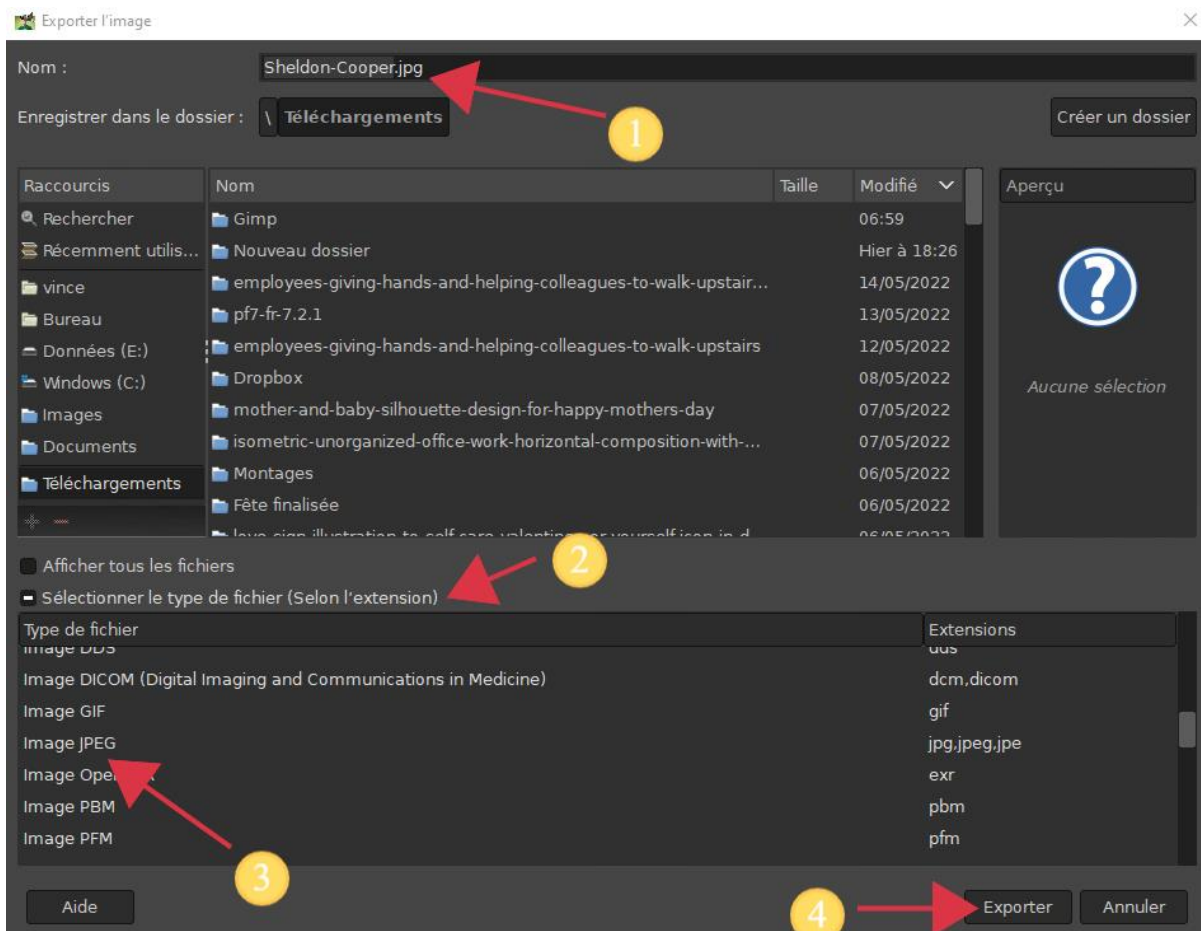 Exporter l'image
Nom :
Sheldon-Cooper.jpg
Enregistrer dans le dossier :
\ Téléchargements
Créer un dossier
1
Raccourcis
Nom
Taille
Modifié
Aperçu
Rechercher
Récemment utilis...
vince
Bureau
Données (E:)
Windows (C:)
Images
Documents
Téléchargements
Gimp 06:59
Nouveau dossier Hier à 18:26
employees-giving-hands-and-helping-colleagues-to-walk-upstair... 14/05/2022
pf7-fr-7.2.1 13/05/2022
employees-giving-hands-and-helping-colleagues-to-walk-upstairs 12/05/2022
Dropbox 08/05/2022
mother-and-baby-silhouette-design-for-happy-mothers-day 07/05/2022
isometric-unorganized-office-work-horizontal-composition-with-... 07/05/2022
Montages 06/05/2022
Fête finalisée 06/05/2022
?
Aucune sélection
2
Afficher tous les fichiers
Sélectionner le type de fichier (Selon l'extension)
Type de fichier Extensions
Image DDS dds
Image DICOM (Digital Imaging and Communications in Medicine) dcm,dicom
Image GIF gif
Image JPEG jpg,jpeg,jpe
Image exr
Image PBM pbm
Image PFM pfm
3
Aide
4
Exporter
Annuler